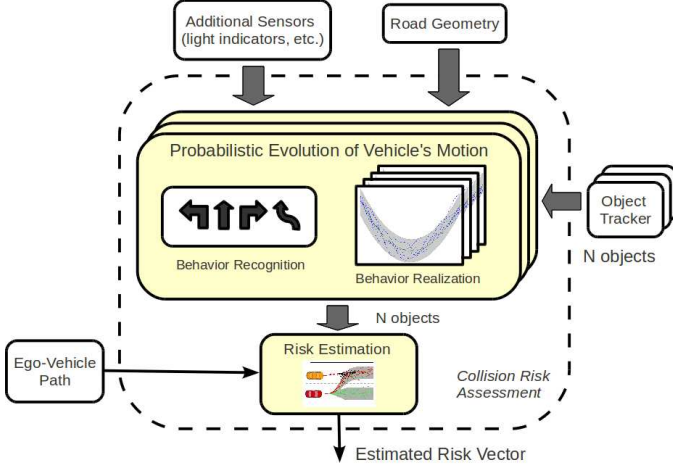 Additional Sensors
(light indicators, etc.)
Road Geometry
Probabilistic Evolution of Vehicle's Motion
Behavior Recognition
Behavior Realization
Object
Tracker
N objects
N objects
Ego-Vehicle
Path
Risk Estimation
Collision Risk
Assessment
Estimated Risk Vector